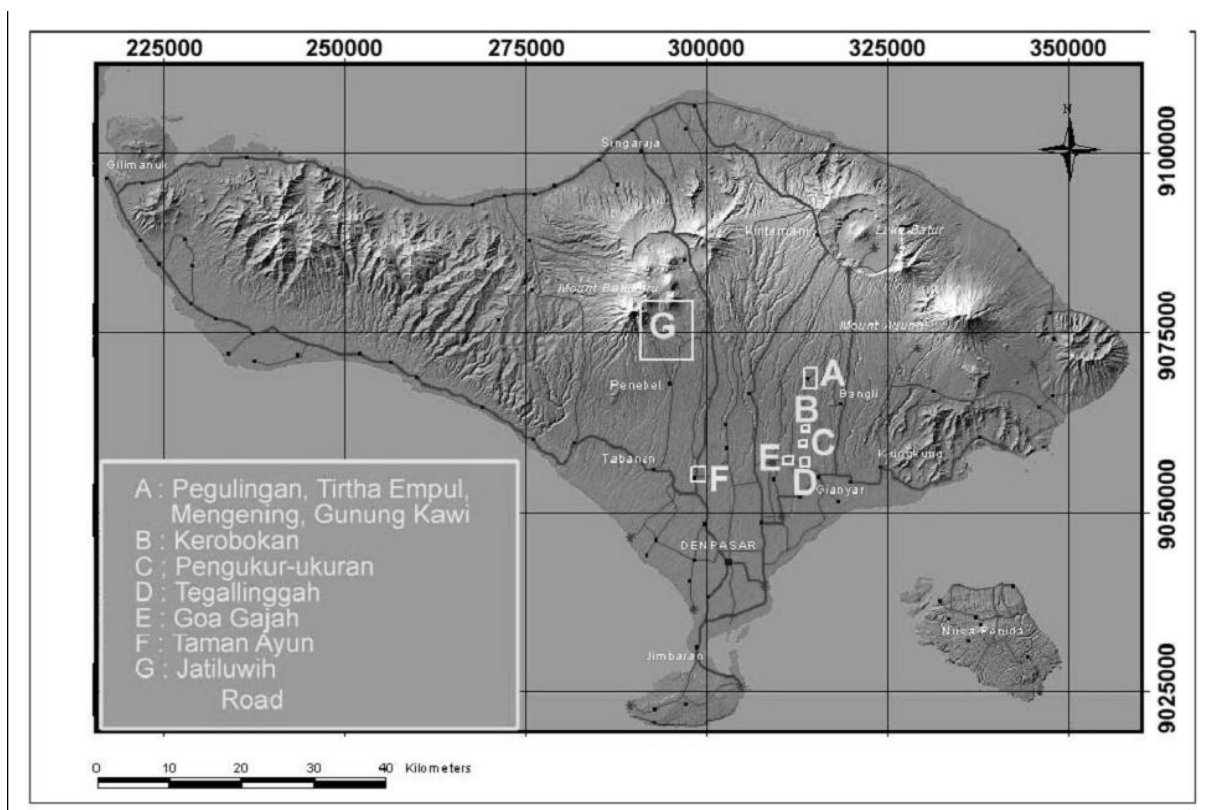 225000 250000 275000 300000 325000 350000
N
9100000
9075000
9050000
9025000
Gilimanuk
Singaraja
Kintamani
Lake Batur
Mount Batukaru
Mount Agung
G
A
Penebel
Bangli
B
C
E
D
F
Tabanan
Klungkung
Gianyar
DENPASAR
Nusa Penida
Jimbaran
A : Pegulingan, Tirtha Empul,
Mengening, Gunung Kawi
B : Kerobokan
C ; Pengukur-ukuran
D : Tegallinggah
E : Goa Gajah
F : Taman Ayun
G : Jatiluwih
Road
0 10 20 30 40 Kilometers